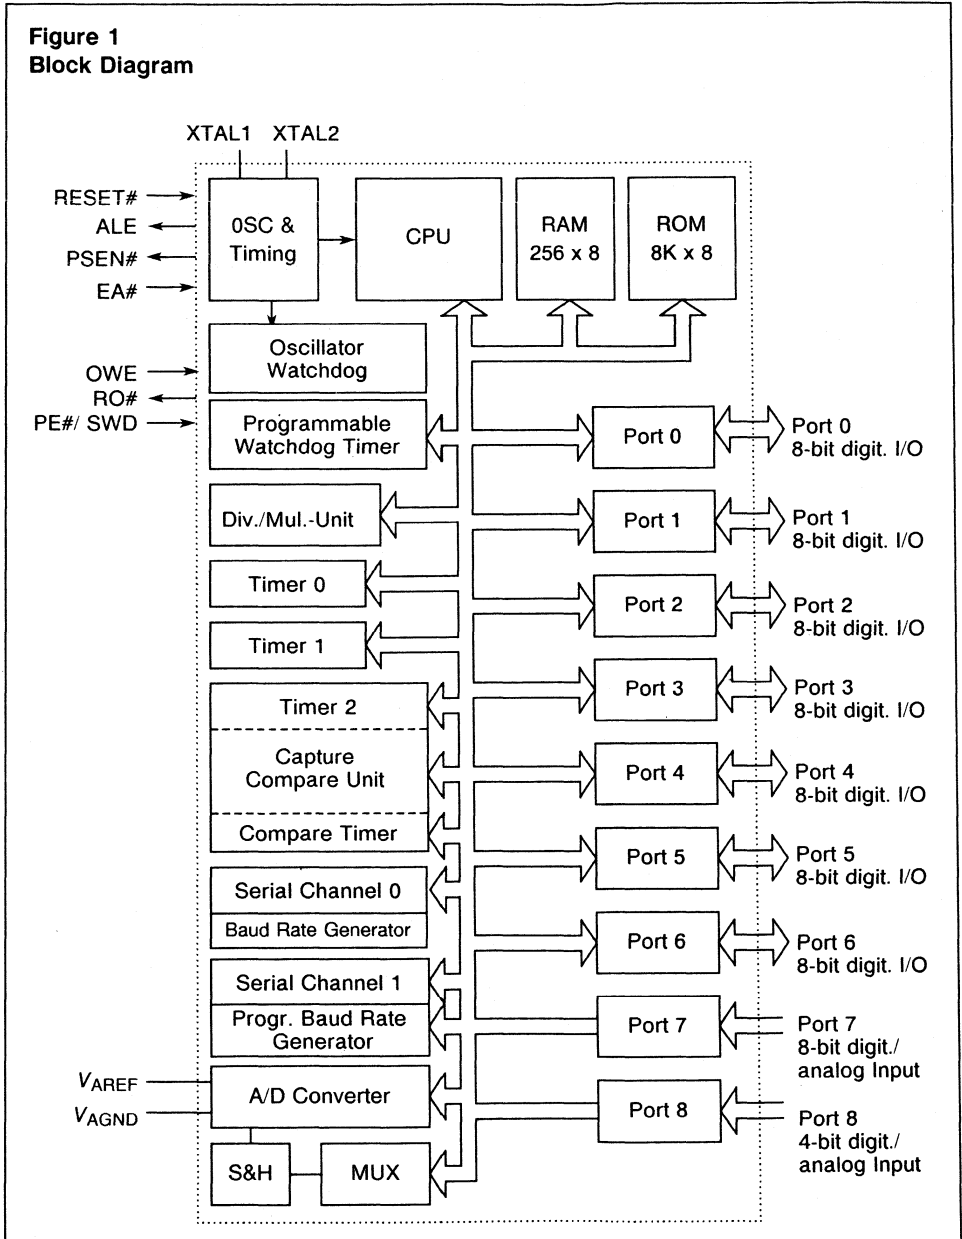 Figure 1
Block Diagram
XTAL1 XTAL2
RESET#
ALE
PSEN#
EA#
OWE
RO#
PE#/ SWD
0SC &
Timing
CPU
RAM
256 x 8
ROM
8K x 8
Oscillator
Watchdog
Programmable
Watchdog Timer
Div./Mul.-Unit
Timer 0
Timer 1
Timer 2
Capture
Compare Unit
Compare Timer
Serial Channel 0
Baud Rate Generator
Serial Channel 1
Progr. Baud Rate
Generator
VAREF
VAGND
A/D Converter
S&H
MUX
Port 0
Port 1
Port 2
Port 3
Port 4
Port 5
Port 6
Port 7
Port 8
Port 0
8-bit digit. I/O
Port 1
8-bit digit. I/O
Port 2
8-bit digit. I/O
Port 3
8-bit digit. I/O
Port 4
8-bit digit. I/O
Port 5
8-bit digit. I/O
Port 6
8-bit digit. I/O
Port 7
8-bit digit./
analog Input
Port 8
4-bit digit./
analog Input